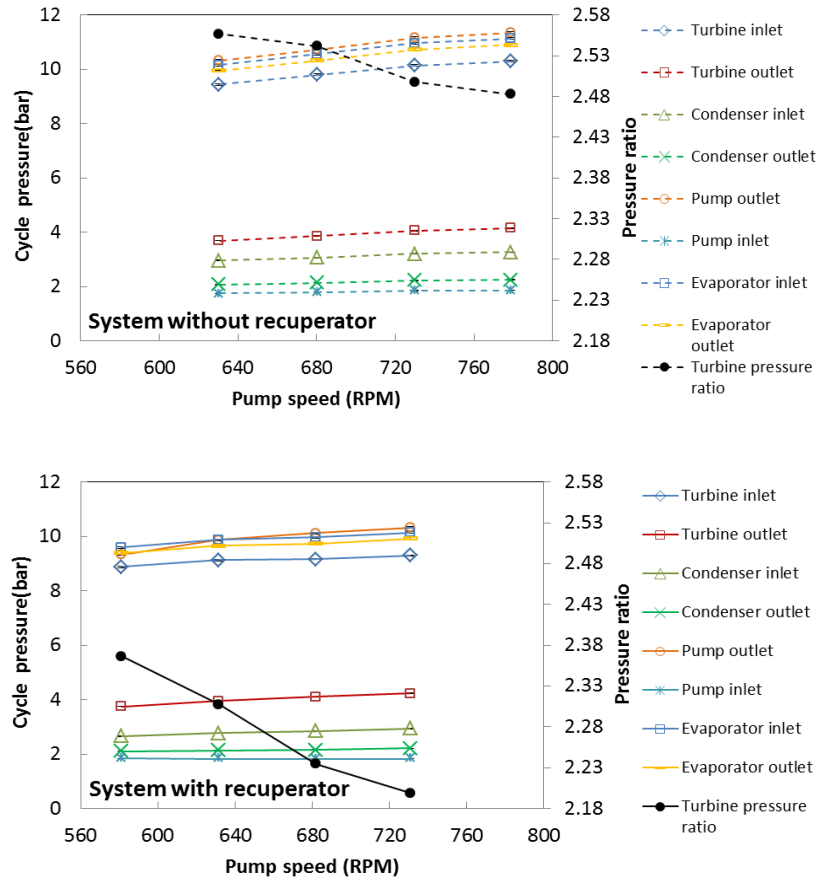 12
10
8
6
4
2
0
Cycle pressure(bar)
2.58
2.53
2.48
2.43
2.38
2.33
2.28
2.23
2.18
Pressure ratio
System without recuperator
560
600
640
680
720
760
800
Pump speed (RPM)
Turbine inlet
Turbine outlet
Condenser inlet
Condenser outlet
Pump outlet
Pump inlet
Evaporator inlet
Evaporator
outlet
Turbine pressure
ratio
12
10
8
6
4
2
0
Cycle pressure(bar)
2.58
2.53
2.48
2.43
2.38
2.33
2.28
2.23
2.18
Pressure ratio
System with recuperator
560
600
640
680
720
760
800
Pump speed (RPM)
Turbine inlet
Turbine outlet
Condenser inlet
Condenser outlet
Pump outlet
Pump inlet
Evaporator inlet
Evaporator outlet
Turbine pressure
ratio